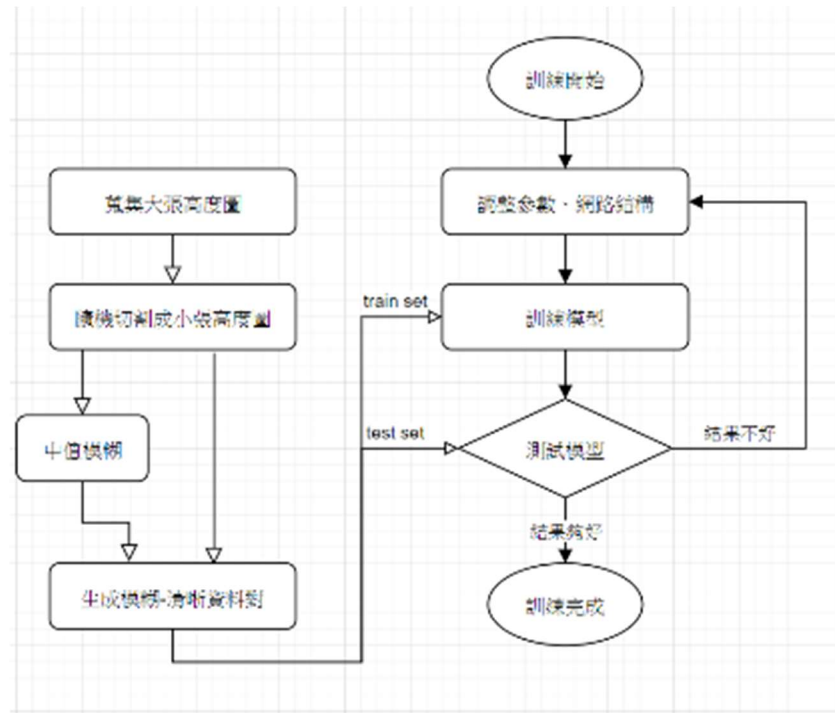 訓練開始
蒐集大張高度圖
調整參數、網路結構
隨機切割成小張高度圖
train set
訓練模型
中值模糊
test set
測試模型
結果不好
結果夠好
生成模糊-清晰資料對
訓練完成